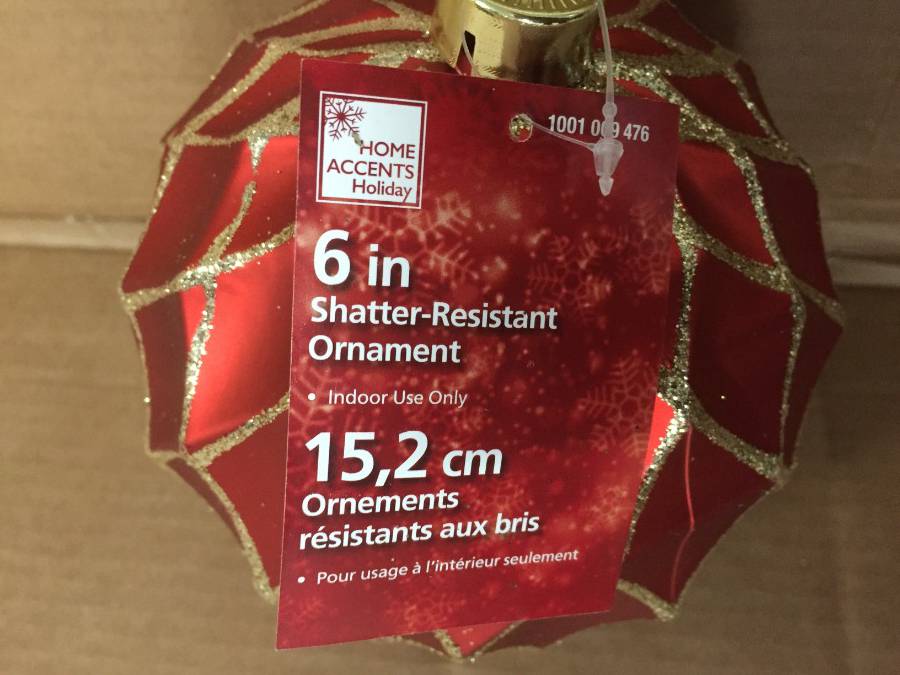 HOME
ACCENTS
Holiday
1001 009 476
6 in
Shatter-Resistant
Ornament
• Indoor Use Only
15,2 cm
Ornements
résistants aux bris
• Pour usage à l'intérieur seulement